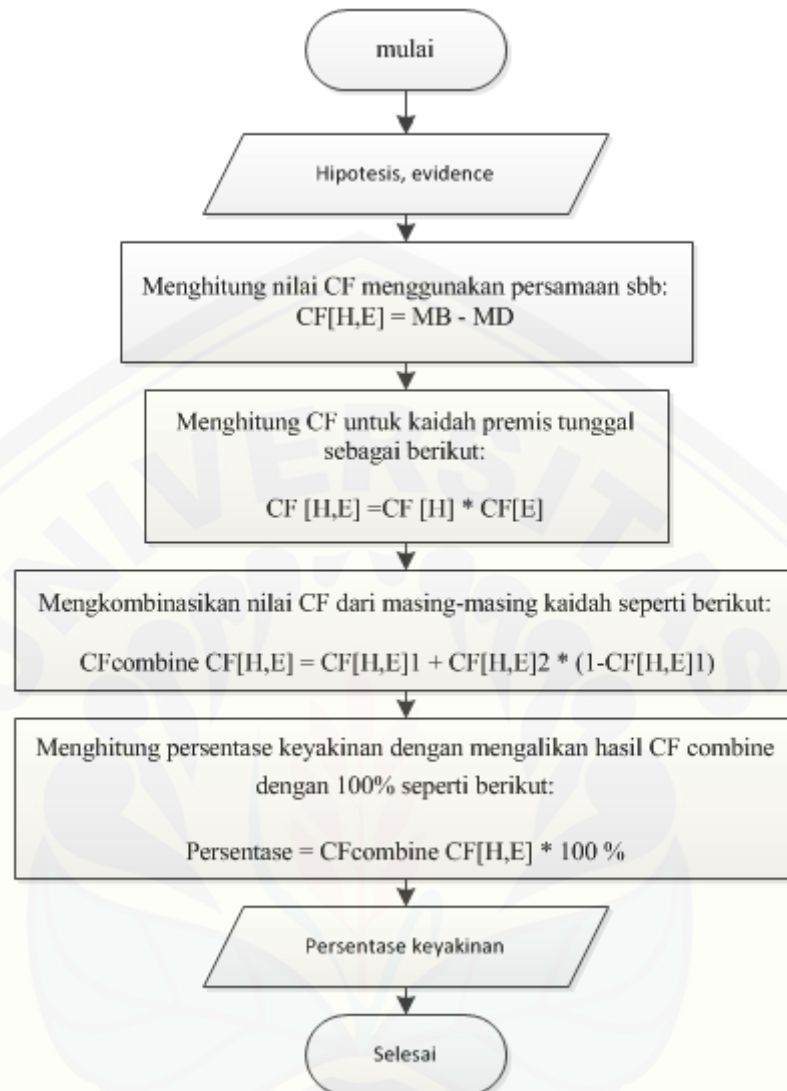 mulai
Hipotesis, evidence
Menghitung nilai CF menggunakan persamaan sbb:
CF[H,E] = MB - MD
Menghitung CF untuk kaidah premis tunggal
sebagai berikut:
CF [H,E] =CF [H] * CF[E]
Mengkombinasikan nilai CF dari masing-masing kaidah seperti berikut:
CFcombine CF[H,E] = CF[H,E]1 + CF[H,E]2 * (1-CF[H,E]1)
Menghitung persentase keyakinan dengan mengalikan hasil CF combine
dengan 100% seperti berikut:
Persentase = CFcombine CF[H,E] * 100 %
Persentase keyakinan
Selesai
UNIVERSITAS